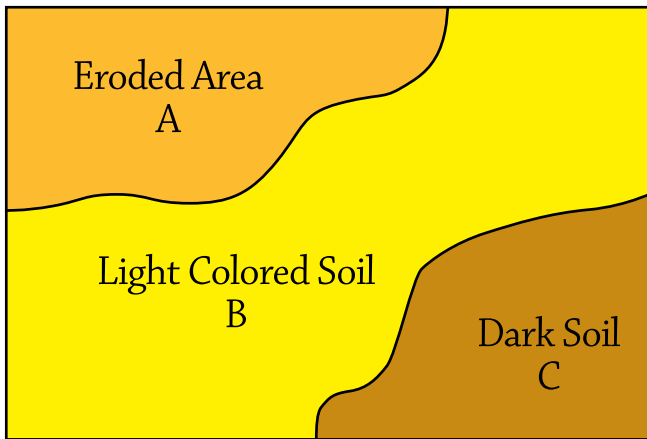 Eroded Area
A
Light Colored Soil
B
Dark Soil
C